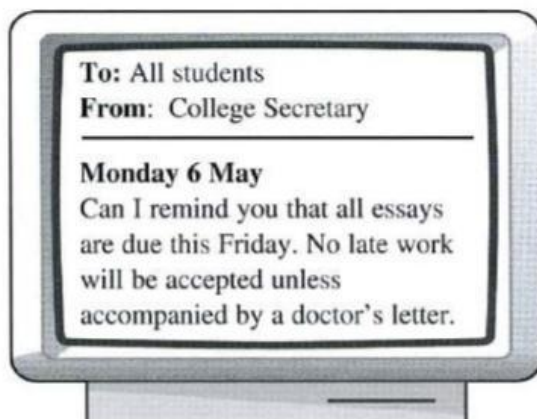 To: All students
From: College Secretary
Monday 6 May
Can I remind you that all essays
are due this Friday. No late work
will be accepted unless
accompanied by a doctor's letter.